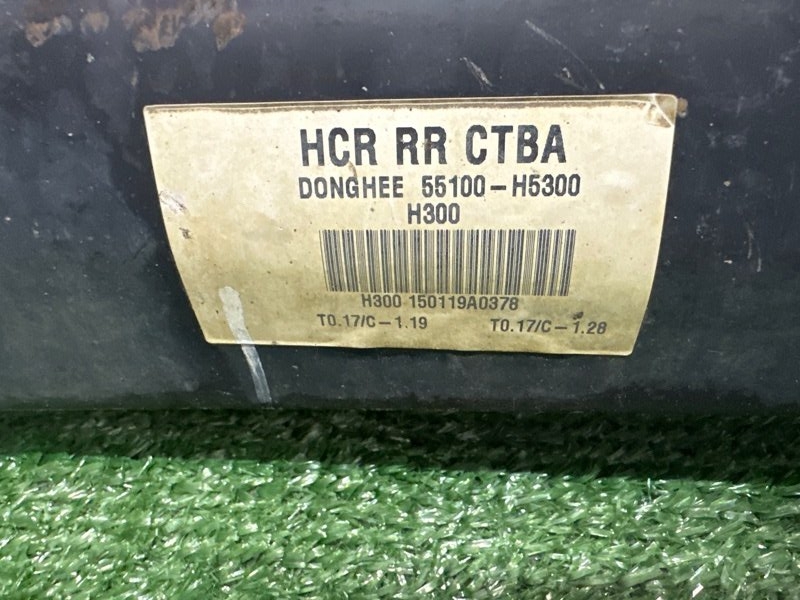 HCR RR CTBA
DONGHEE 55100-H5300
H300
H300 150119A0378
T0.17/C-1.19 T0.17/C-1.28